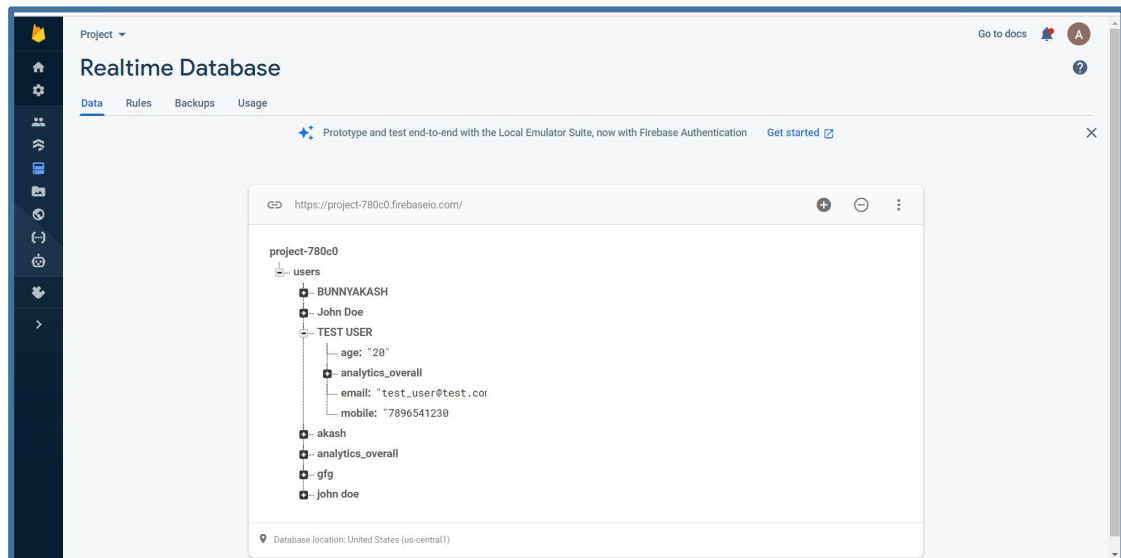 Project
Go to docs
A
Realtime Database
?
Data Rules Backups Usage
Prototype and test end-to-end with the Local Emulator Suite, now with Firebase Authentication Get started
https://project-780c0.firebaseio.com/
project-780c0
users
BUNNYAKASH
John Doe
TEST USER
age: "20"
analytics_overall
email: "test_user@test.com
mobile: "7896541230
akash
analytics_overall
gfg
john doe
Database location: United States (us-central1)